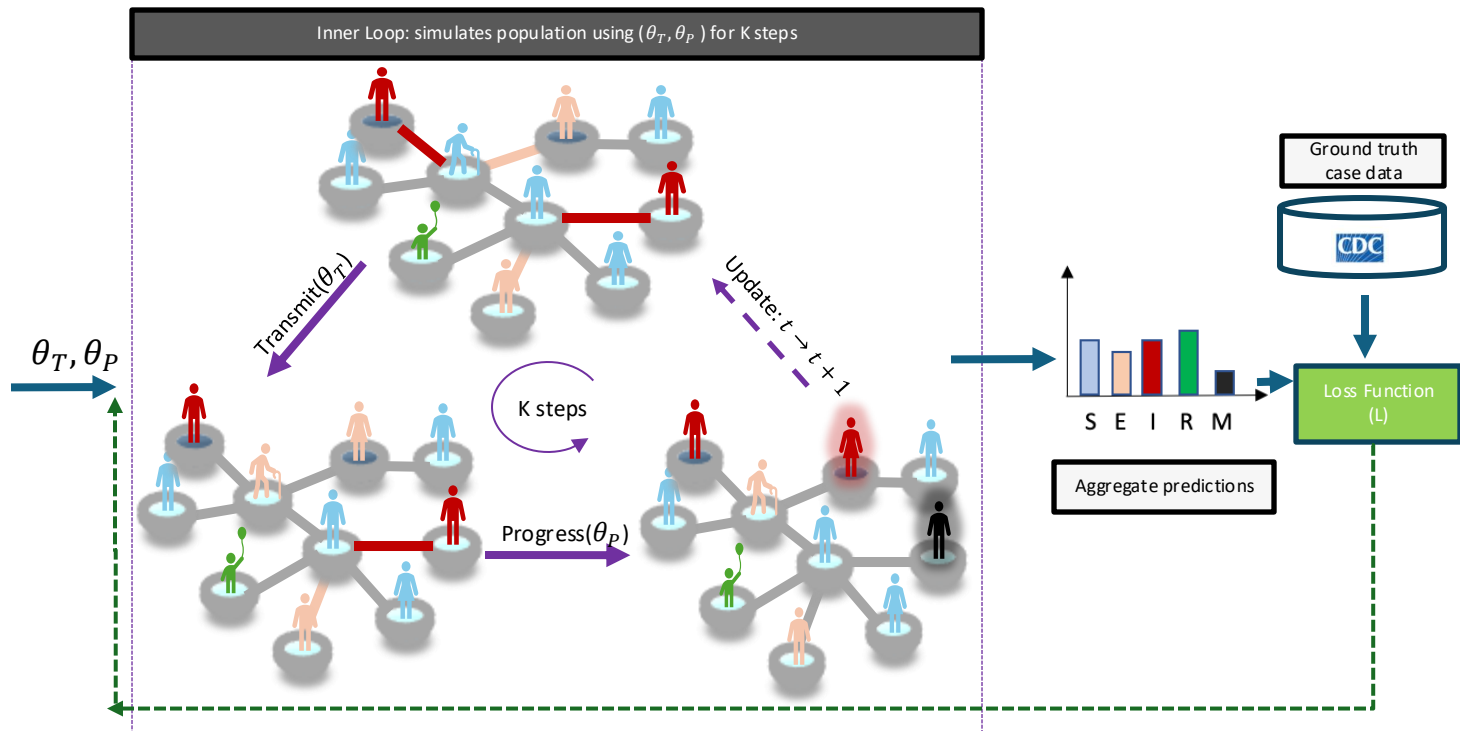 Inner Loop: simulates population using (θ_T, θ_P ) for K steps
Ground truth
case data
CDC
Transmit(θ_T)
Update: t → t + 1
θ_T, θ_P
K steps
Loss Function
(L)
S E I R M
Aggregate predictions
Progress(θ_P)